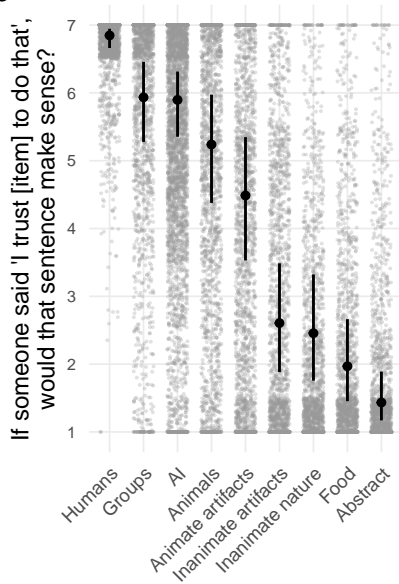 If someone said 'I trust [item] to do that',
would that sentence make sense?
7
6
5
4
3
2
1
Humans
Groups
AI
Animals
Animate artifacts
Inanimate artifacts
Inanimate nature
Food
Abstract